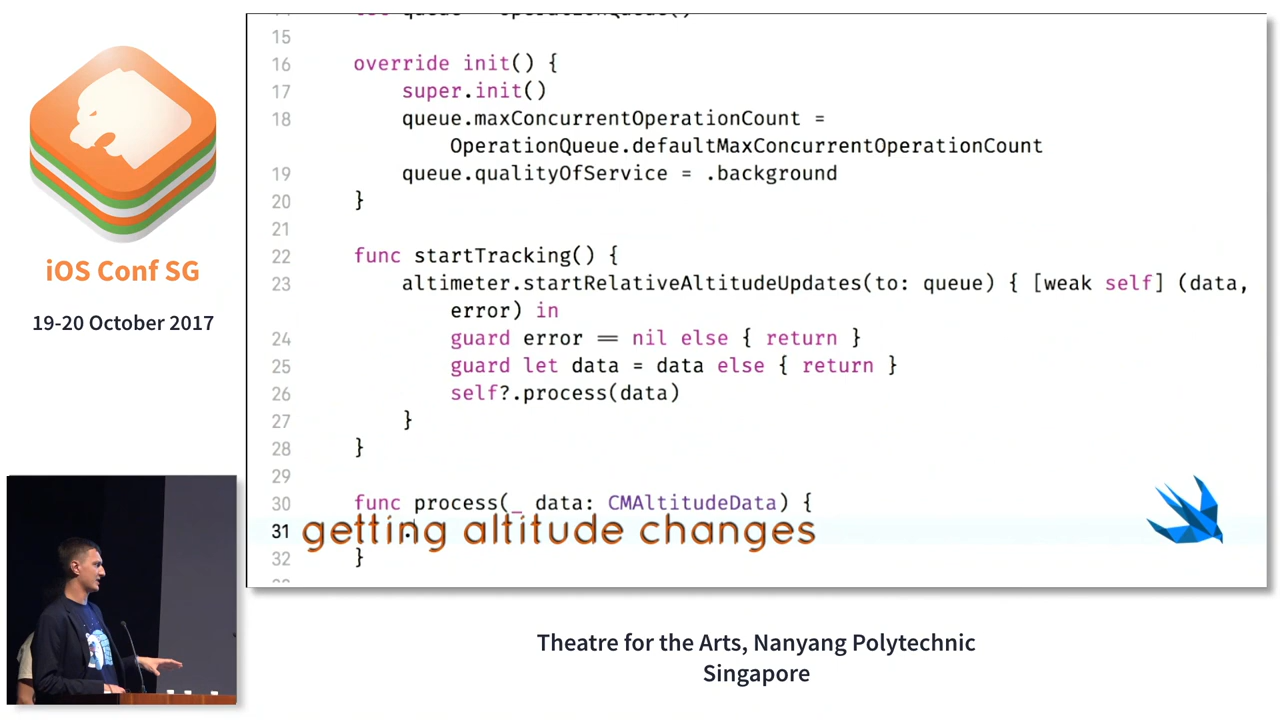 iOS Conf SG
19-20 October 2017
15
16 override init() {
17 super.init()
18 queue.maxConcurrentOperationCount =
OperationQueue.defaultMaxConcurrentOperationCount
19 queue.qualityOfService = .background
20 }
21
22 func startTracking() {
23 altimeter.startRelativeAltitudeUpdates(to: queue) { [weak self] (data,
error) in
24 guard error == nil else { return }
25 guard let data = data else { return }
26 self?.process(data)
27 }
28 }
29
30 func process(_ data: CMAltitudeData) {
31
getting altitude changes
32 }
Theatre for the Arts, Nanyang Polytechnic
Singapore